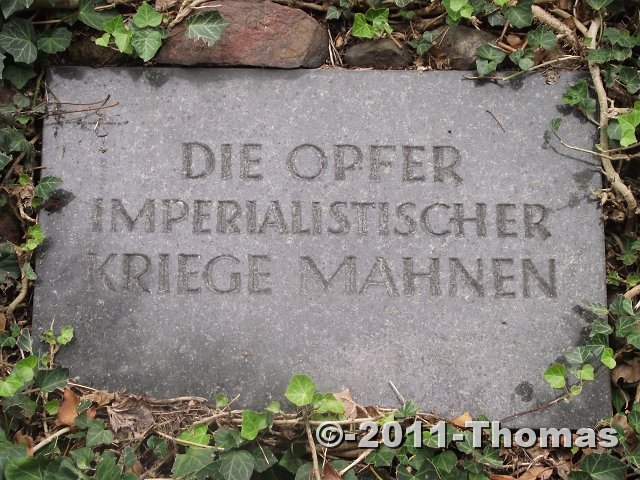 DIE OPFER
IMPERIALISTISCHER
KRIEGE MAHNEN
©-2011-Thomas